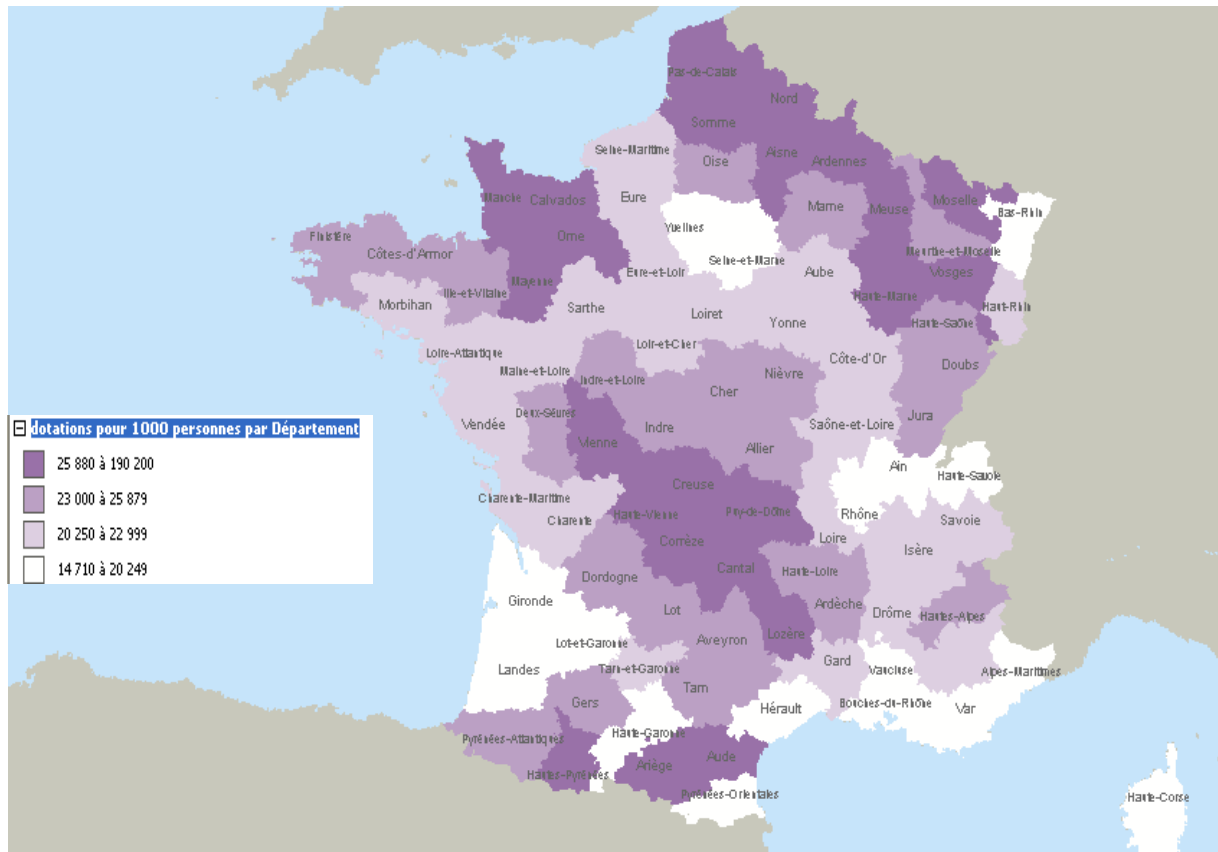 Pas-de-Calais
Nord
Somme
Seine-Maritime
Oise
Aisne
Ardennes
Manche
Calvados
Eure
Marne
Meuse
Moselle
Bas-Rhin
Finistère
Côtes-d'Armor
Orne
Yvelines
Seine-et-Marne
Meurthe-et-Moselle
Vosges
Ille-et-Vilaine
Mayenne
Eure-et-Loir
Aube
Haute-Marne
Haut-Rhin
Morbihan
Sarthe
Loiret
Yonne
Haute-Saône
Loire-Atlantique
Maine-et-Loire
Loir-et-Cher
Côte-d'Or
Doubs
Indre-et-Loire
Cher
Nièvre
Vendée
Deux-Sèvres
Vienne
Indre
Allier
Saône-et-Loire
Jura
⊟ dotations pour 1000 personnes par Département
25 880 à 190 200
23 000 à 25 879
20 250 à 22 999
14 710 à 20 249
Ain
Haute-Savoie
Charente-Maritime
Charente
Haute-Vienne
Creuse
Puy-de-Dôme
Rhône
Savoie
Corrèze
Loire
Isère
Cantal
Haute-Loire
Dordogne
Gironde
Lot
Ardèche
Drôme
Hautes-Alpes
Lot-et-Garonne
Aveyron
Lozère
Landes
Tarn-et-Garonne
Gard
Vaucluse
Alpes-Maritimes
Tarn
Gers
Hérault
Bouches-du-Rhône
Var
Pyrénées-Atlantiques
Haute-Garonne
Hautes-Pyrénées
Ariège
Aude
Pyrénées-Orientales
Haute-Corse